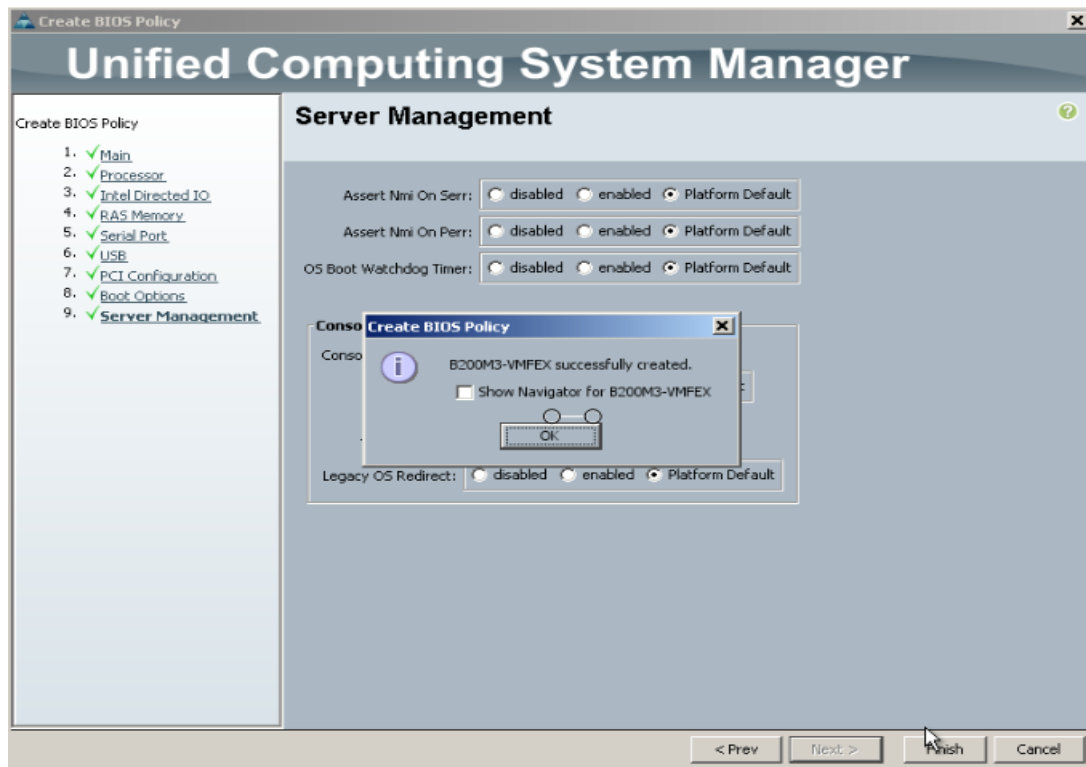 Create BIOS Policy
Unified Computing System Manager
Create BIOS Policy
1. Main
2. Processor
3. Intel Directed IO
4. RAS Memory
5. Serial Port
6. USB
7. PCI Configuration
8. Boot Options
9. Server Management
Server Management
Assert Nmi On Serr: disabled enabled Platform Default
Assert Nmi On Perr: disabled enabled Platform Default
OS Boot Watchdog Timer: disabled enabled Platform Default
Conso
Conso
Create BIOS Policy
B200M3-VMFEX successfully created.
Show Navigator for B200M3-VMFEX
OK
Legacy OS Redirect: disabled enabled Platform Default
< Prev Next > Finish Cancel